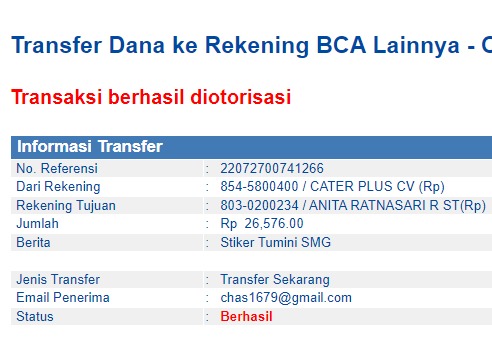 Transfer Dana ke Rekening BCA Lainnya -
Transaksi berhasil diotorisasi
Informasi Transfer
No. Referensi : 22072700741266
Dari Rekening : 854-5800400 / CATER PLUS CV (Rp)
Rekening Tujuan : 803-0200234 / ANITA RATNASARI R ST(Rp)
Jumlah : Rp 26,576.00
Berita : Stiker Tumini SMG
Jenis Transfer : Transfer Sekarang
Email Penerima : chas1679@gmail.com
Status : Berhasil